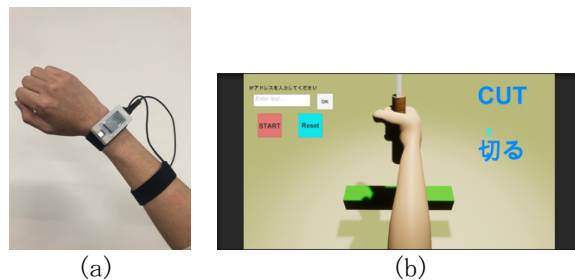 IPアドレスを入力してください
Enter text...
OK
START
Reset
CUT
切る
(a)
(b)